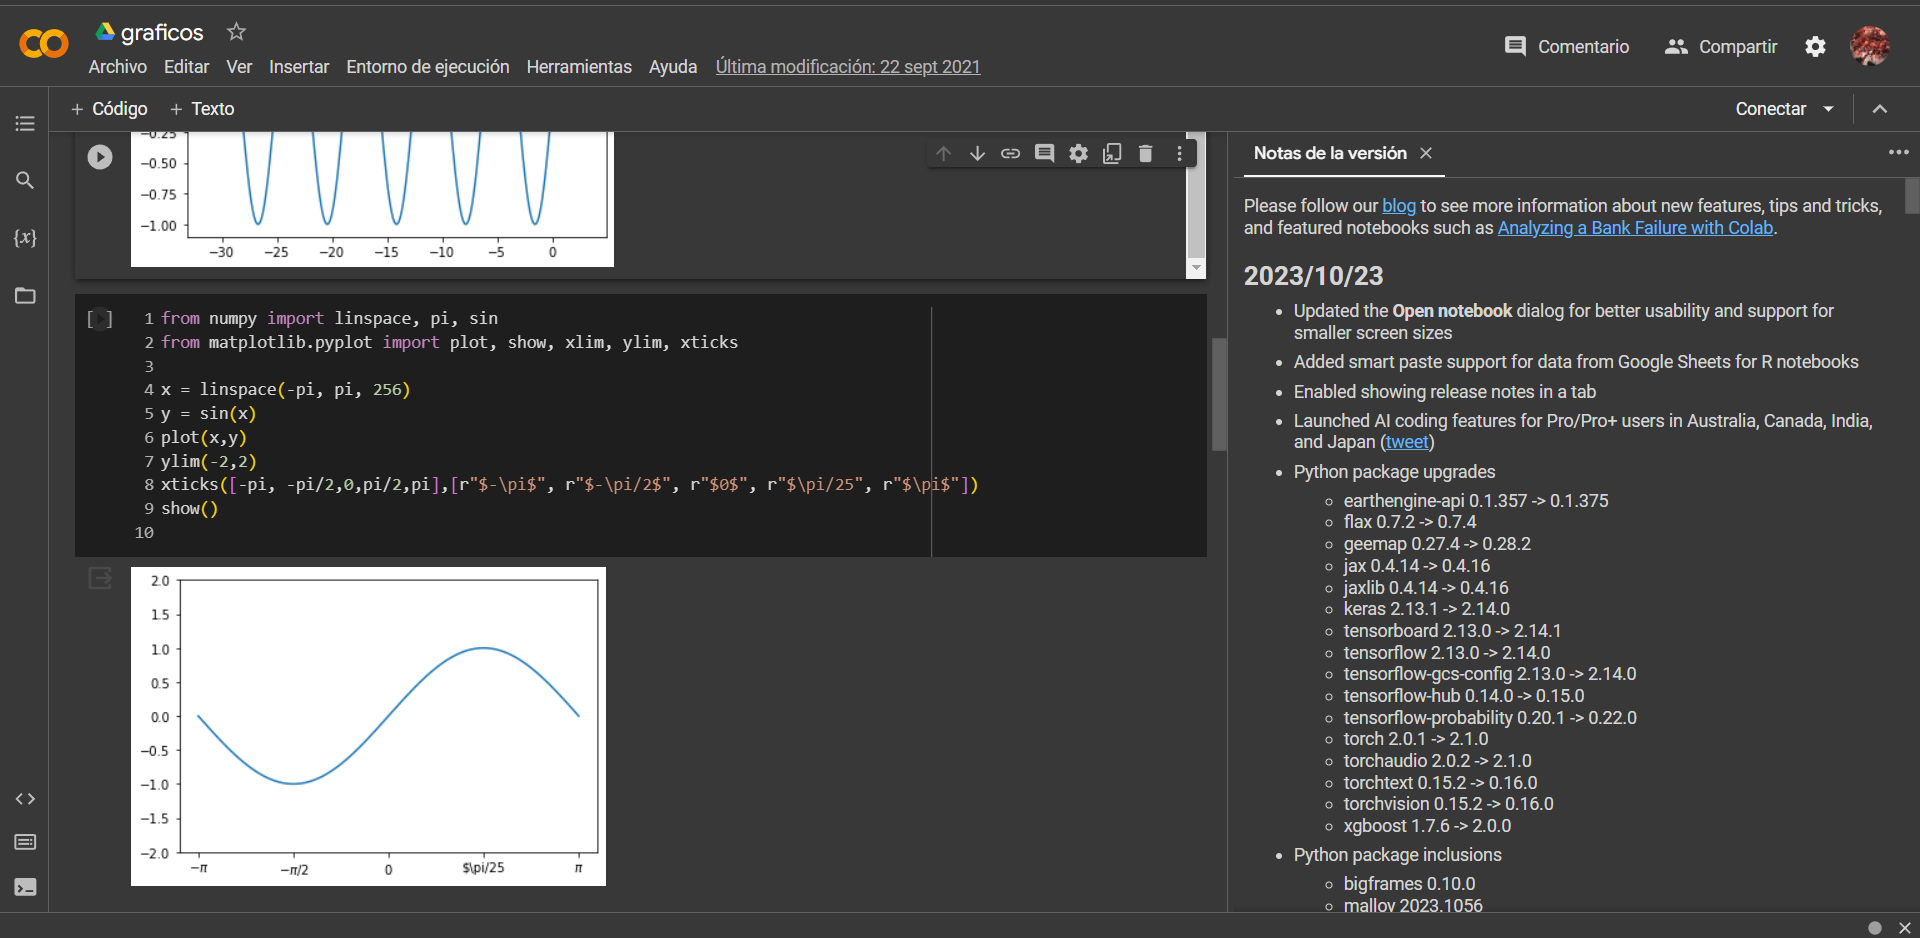 graficos
Archivo Editar Ver Insertar Entorno de ejecución Herramientas Ayuda Última modificación: 22 sept 2021
Comentario Compartir
+ Código + Texto
Conectar
−0.25
−0.50
−0.75
−1.00
−30 −25 −20 −15 −10 −5 0
[ ]
1 from numpy import linspace, pi, sin
2 from matplotlib.pyplot import plot, show, xlim, ylim, xticks
3
4 x = linspace(-pi, pi, 256)
5 y = sin(x)
6 plot(x,y)
7 ylim(-2,2)
8 xticks([-pi, -pi/2,0,pi/2,pi],[r"$-\pi$", r"$-\pi/2$", r"$0$", r"$\pi/25", r"$\pi$"])
9 show()
10
2.0
1.5
1.0
0.5
0.0
−0.5
−1.0
−1.5
−2.0
−π −π/2 0 $\pi/25 π
{x}
Notas de la versión
Please follow our blog to see more information about new features, tips and tricks,
and featured notebooks such as Analyzing a Bank Failure with Colab.
2023/10/23
• Updated the Open notebook dialog for better usability and support for
smaller screen sizes
• Added smart paste support for data from Google Sheets for R notebooks
• Enabled showing release notes in a tab
• Launched AI coding features for Pro/Pro+ users in Australia, Canada, India,
and Japan (tweet)
• Python package upgrades
◦ earthengine-api 0.1.357 -> 0.1.375
◦ flax 0.7.2 -> 0.7.4
◦ geemap 0.27.4 -> 0.28.2
◦ jax 0.4.14 -> 0.4.16
◦ jaxlib 0.4.14 -> 0.4.16
◦ keras 2.13.1 -> 2.14.0
◦ tensorboard 2.13.0 -> 2.14.1
◦ tensorflow 2.13.0 -> 2.14.0
◦ tensorflow-gcs-config 2.13.0 -> 2.14.0
◦ tensorflow-hub 0.14.0 -> 0.15.0
◦ tensorflow-probability 0.20.1 -> 0.22.0
◦ torch 2.0.1 -> 2.1.0
◦ torchaudio 2.0.2 -> 2.1.0
◦ torchtext 0.15.2 -> 0.16.0
◦ torchvision 0.15.2 -> 0.16.0
◦ xgboost 1.7.6 -> 2.0.0
• Python package inclusions
◦ bigframes 0.10.0
◦ malloy 2023.1056